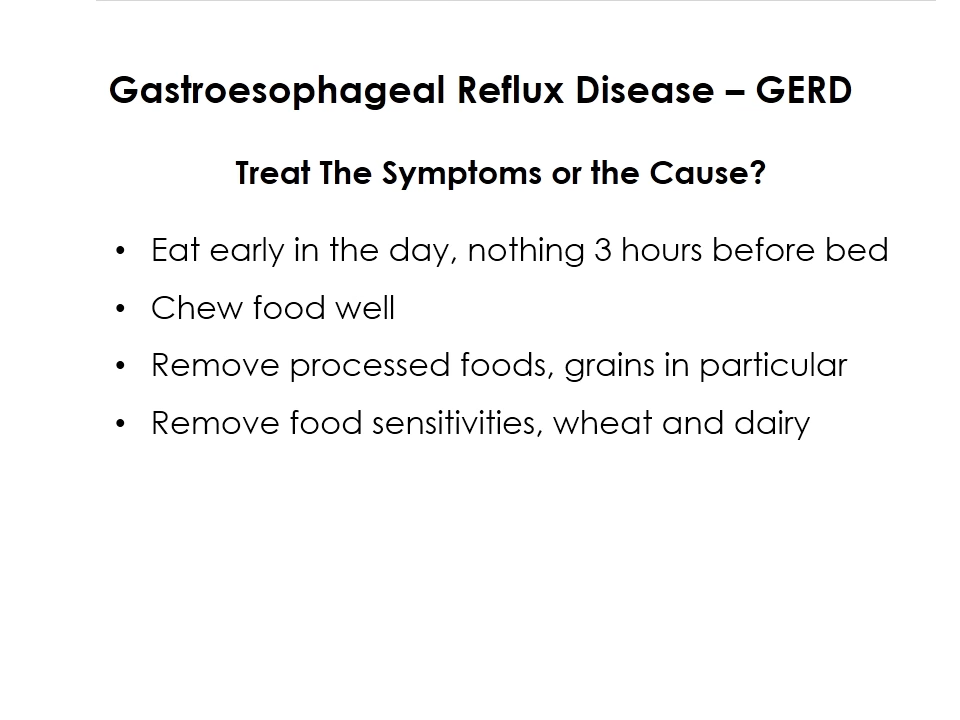 Gastroesophageal Reflux Disease – GERD
Treat The Symptoms or the Cause?
• Eat early in the day, nothing 3 hours before bed
• Chew food well
• Remove processed foods, grains in particular
• Remove food sensitivities, wheat and dairy